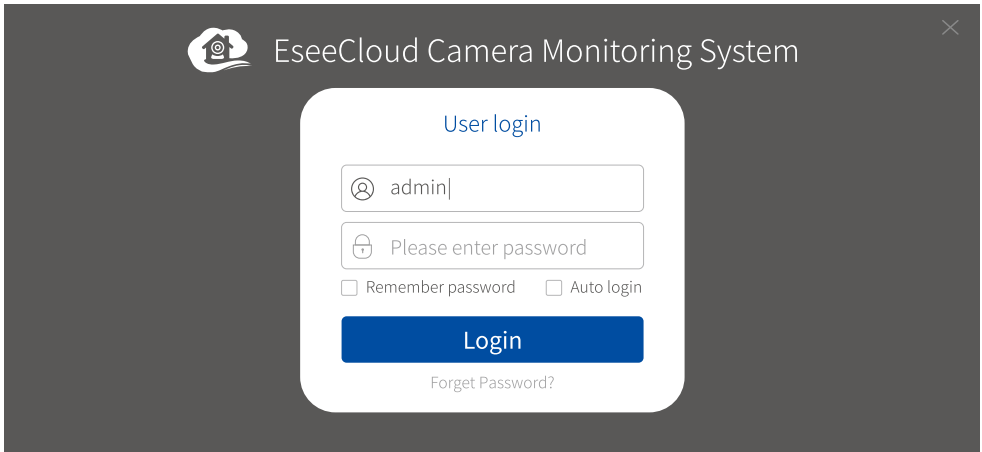 EseeCloud Camera Monitoring System
User login
admin
Please enter password
Remember password Auto login
Login
Forget Password?